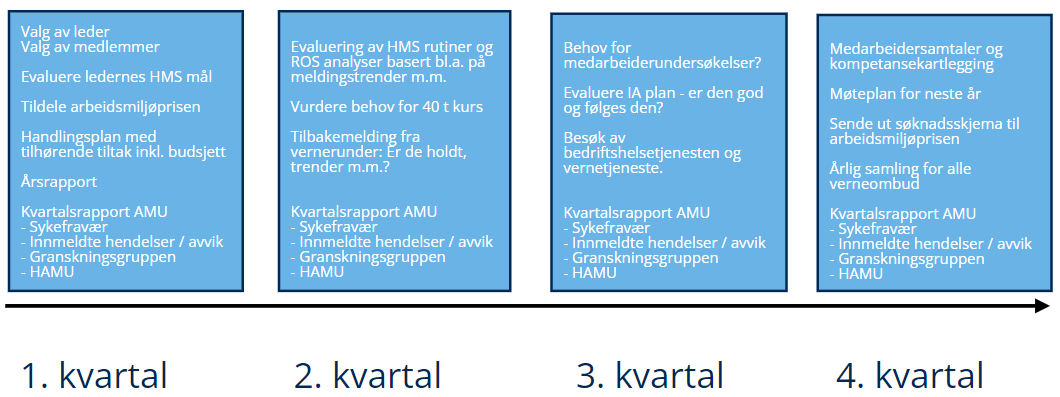 Valg av leder
Valg av medlemmer
Evaluere ledernes HMS mål
Tildele arbeidsmiljøprisen
Handlingsplan med
tilhørende tiltak inkl. budsjett
Årsrapport
Kvartalsrapport AMU
- Sykefravær
- Innmeldte hendelser / avvik
- Granskningsgruppen
- HAMU
Evaluering av HMS rutiner og
ROS analyser basert bl.a. på
meldingstrender m.m.
Vurdere behov for 40 t kurs
Tilbakemelding fra
vernerunder: Er de holdt,
trender m.m.?
Kvartalsrapport AMU
- Sykefravær
- Innmeldte hendelser / avvik
- Granskningsgruppen
- HAMU
Behov for
medarbeiderundersøkelser?
Evaluere IA plan - er den god
og følges den?
Besøk av
bedriftshelsetjenesten og
vernetjeneste.
Kvartalsrapport AMU
- Sykefravær
- Innmeldte hendelser / avvik
- Granskningsgruppen
- HAMU
Medarbeidersamtaler og
kompetansekartlegging
Møteplan for neste år
Sende ut søknadsskjema til
arbeidsmiljøprisen
Årlig samling for alle
verneombud
Kvartalsrapport AMU
- Sykefravær
- Innmeldte hendelser / avvik
- Granskningsgruppen
- HAMU
1. kvartal
2. kvartal
3. kvartal
4. kvartal